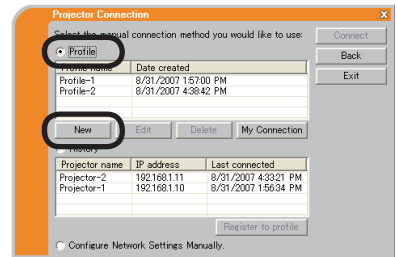 Projector Connection X
Select the manual connection method you would like to use:
Connect
Profile
Back
Profile name Date created
Exit
Profile-1 8/31/2007 1:57:00 PM
Profile-2 8/31/2007 4:38:42 PM
New Edit Delete My Connection
History
Projector name IP address Last connected
Projector-2 192.168.1.11 8/31/2007 4:33:21 PM
Projector-1 192.168.1.10 8/31/2007 1:56:34 PM
Register to profile
Configure Network Settings Manually.